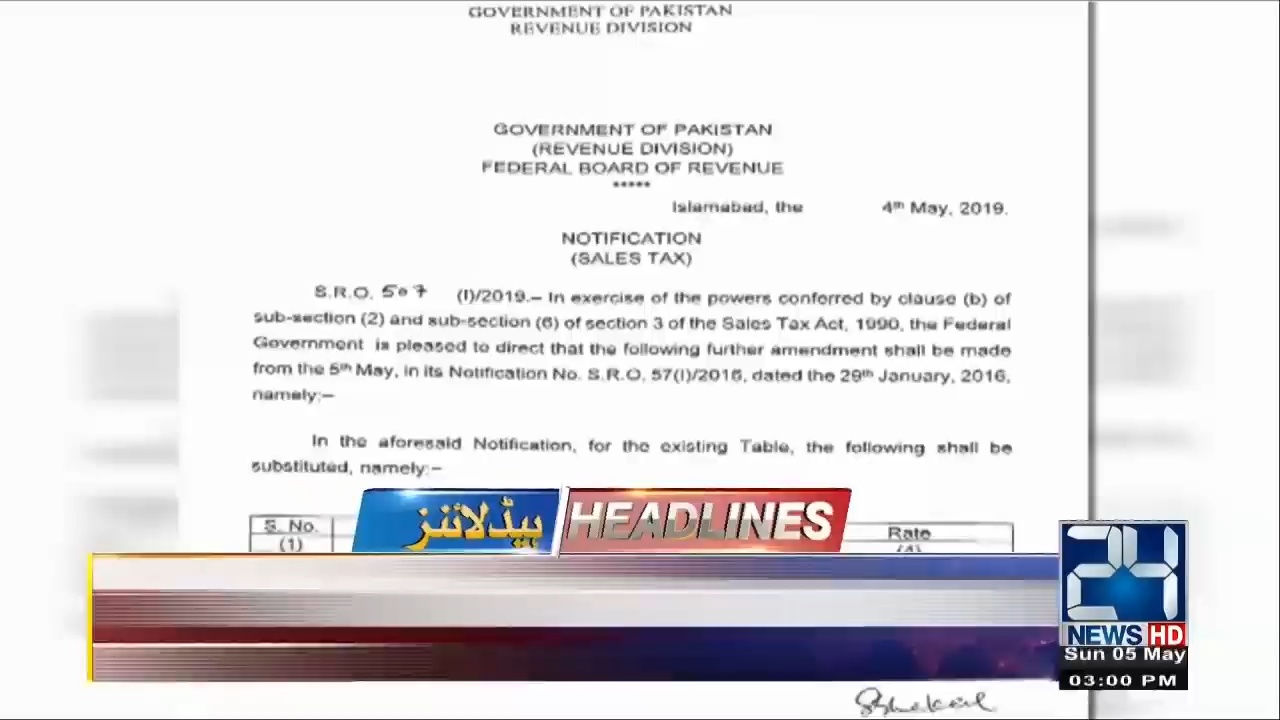 GOVERNMENT OF PAKISTAN
REVENUE DIVISION
GOVERNMENT OF PAKISTAN
(REVENUE DIVISION)
FEDERAL BOARD OF REVENUE
*****
Islamabad, the 4th May, 2019.
NOTIFICATION
(SALES TAX)
S.R.O. 507 (I)/2019.– In exercise of the powers conferred by clause (b) of
sub-section (2) and sub-section (6) of section 3 of the Sales Tax Act, 1990, the Federal
Government is pleased to direct that the following further amendment shall be made
from the 5th May, in its Notification No. S.R.O. 57(I)/2016, dated the 29th January, 2016,
namely:–
In the aforesaid Notification, for the existing Table, the following shall be
substituted, namely:–
S. No. Rate
(1) (4)
ہیڈلائنز HEADLINES
24
NEWS HD
Sun 05 May
03:00 PM